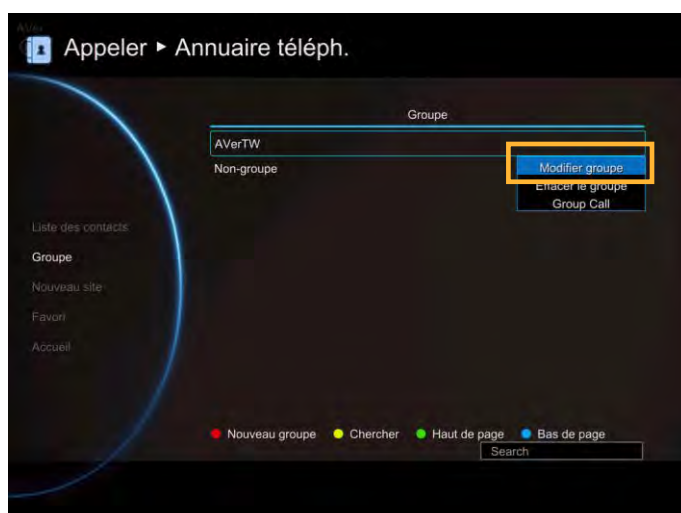 AVer
Appeler ► Annuaire téléph.
Groupe
AVerTW
Non-groupe
Modifier groupe
Effacer le groupe
Group Call
Liste des contacts
Groupe
Nouveau site
Favori
Accueil
Nouveau groupe Chercher Haut de page Bas de page
Search